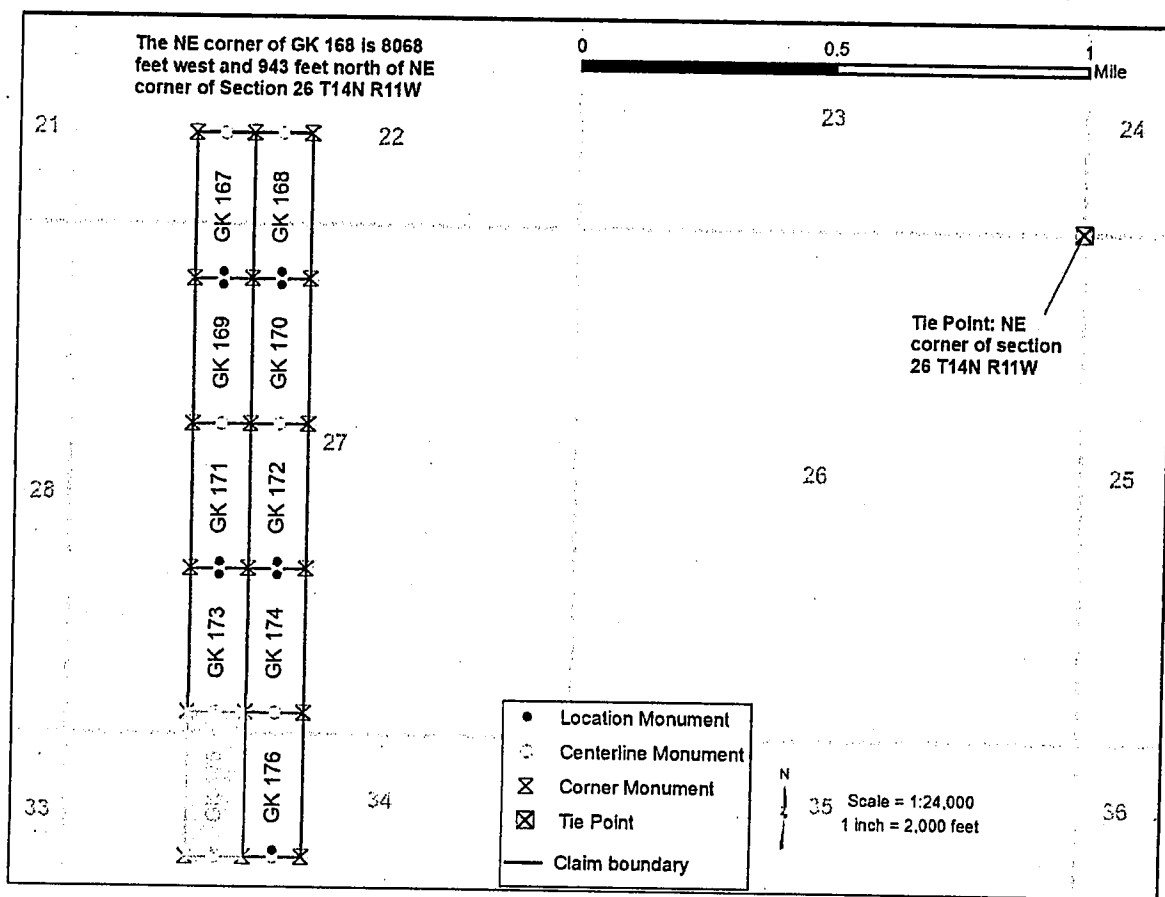 The NE corner of GK 168 is 8068
feet west and 943 feet north of NE
corner of Section 26 T14N R11W
0 0.5 1
Mile
21 22 23 24
GK 167 GK 168
Tie Point: NE
corner of section
26 T14N R11W
GK 169 GK 170
27
28 26 25
GK 171 GK 172
GK 173 GK 174
GK 175 GK 176
33 34 35 36
Location Monument
Centerline Monument
Corner Monument
Tie Point
Claim boundary
N
Scale = 1:24,000
1 inch = 2,000 feet